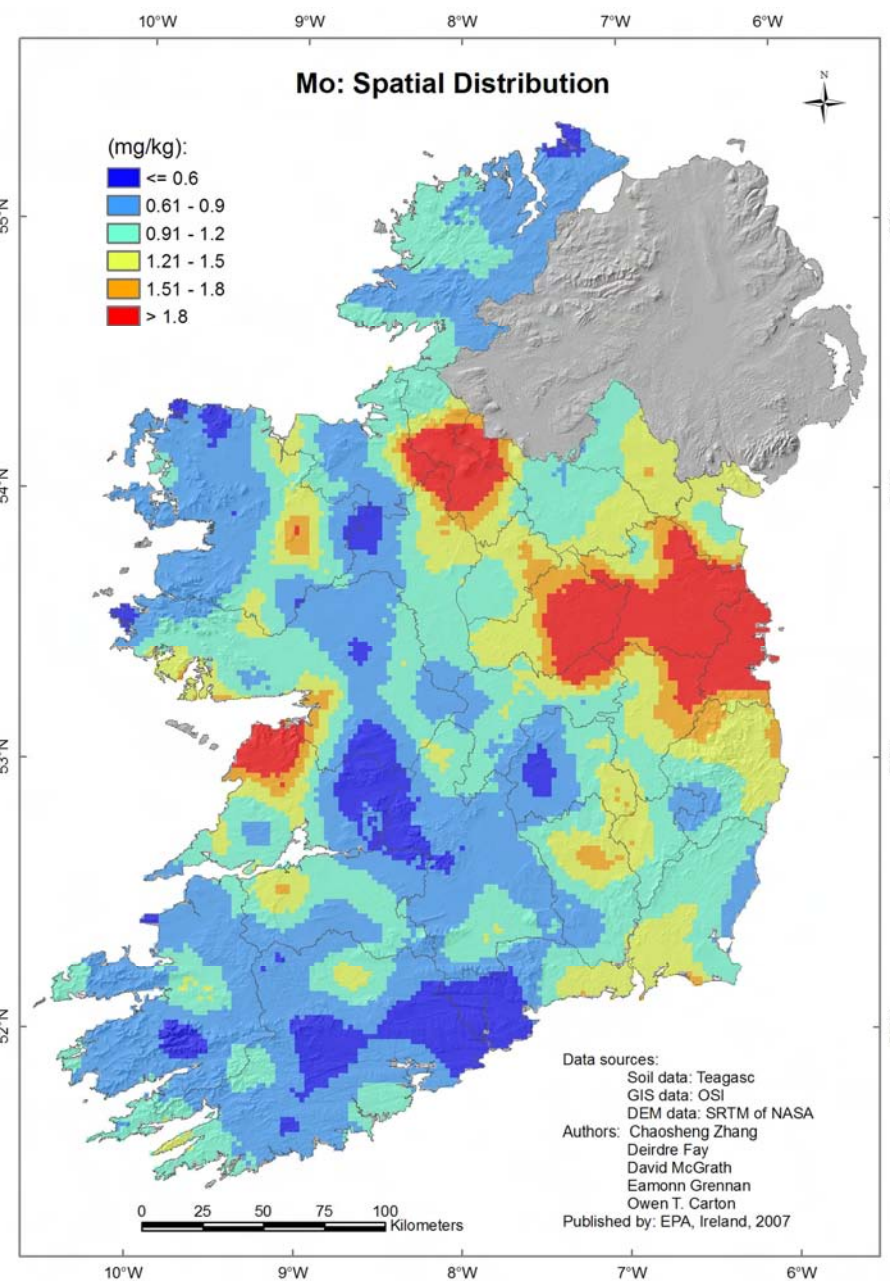 10°W 9°W 8°W 7°W 6°W
Mo: Spatial Distribution
N
(mg/kg):
<= 0.6
0.61 - 0.9
0.91 - 1.2
1.21 - 1.5
1.51 - 1.8
> 1.8
55°N
54°N
53°N
52°N
Data sources:
Soil data: Teagasc
GIS data: OSI
DEM data: SRTM of NASA
Authors: Chaosheng Zhang
Deirdre Fay
David McGrath
Eamonn Grennan
Owen T. Carton
Published by: EPA, Ireland, 2007
0 25 50 75 100
Kilometers
10°W 9°W 8°W 7°W 6°W